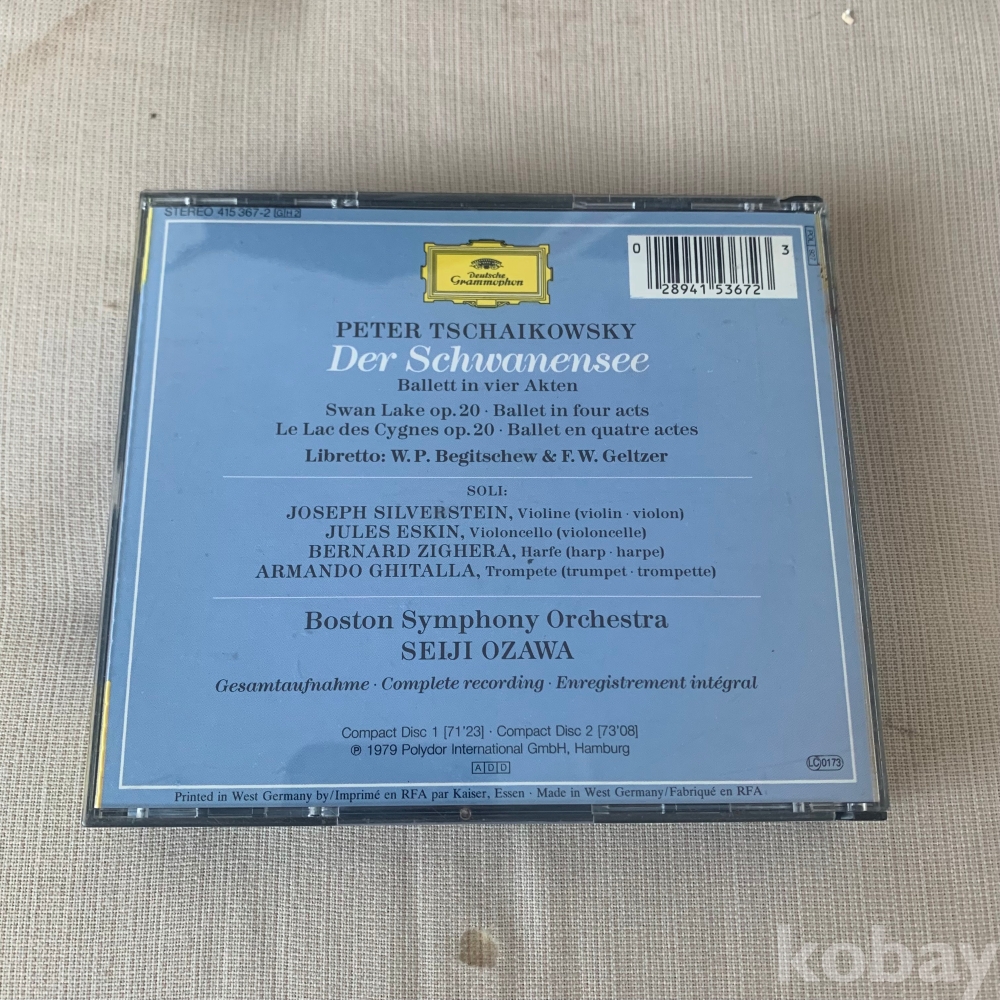 STEREO 415 367-2 GH 2
0
28941 53672
3
Deutsche
Grammophon
PETER TSCHAIKOWSKY
Der Schwanensee
Ballett in vier Akten
Swan Lake op. 20 · Ballet in four acts
Le Lac des Cygnes op. 20 · Ballet en quatre actes
Libretto: W. P. Begitschew & F. W. Geltzer
SOLI:
JOSEPH SILVERSTEIN, Violine (violin · violon)
JULES ESKIN, Violoncello (violoncelle)
BERNARD ZIGHERA, Harfe (harp · harpe)
ARMANDO GHITALLA, Trompete (trumpet · trompette)
Boston Symphony Orchestra
SEIJI OZAWA
Gesamtaufnahme · Complete recording · Enregistrement intégral
Compact Disc 1 [71'23] · Compact Disc 2 [73'08]
℗ 1979 Polydor International GmbH, Hamburg
ADD
LC 0173
Printed in West Germany by/Imprimé en RFA par Kaiser, Essen · Made in West Germany/Fabriqué en RFA
kobay